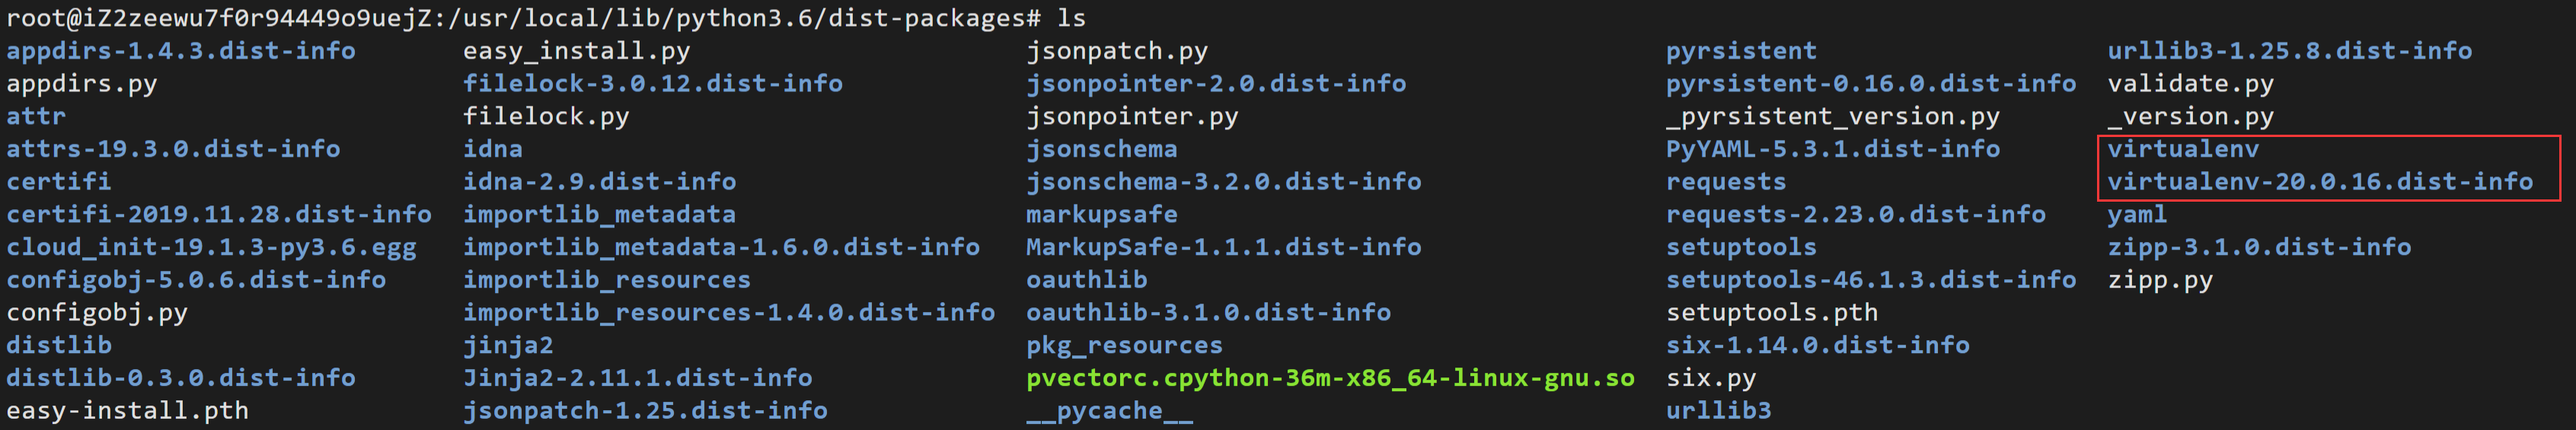 root@iZ2zeewu7f0r94449o9uejZ:/usr/local/lib/python3.6/dist-packages# ls
appdirs-1.4.3.dist-info easy_install.py jsonpatch.py pyrsistent urllib3-1.25.8.dist-info
appdirs.py filelock-3.0.12.dist-info jsonpointer-2.0.dist-info pyrsistent-0.16.0.dist-info validate.py
attr filelock.py jsonpointer.py _pyrsistent_version.py _version.py
attrs-19.3.0.dist-info idna jsonschema PyYAML-5.3.1.dist-info virtualenv
certifi idna-2.9.dist-info jsonschema-3.2.0.dist-info requests virtualenv-20.0.16.dist-info
certifi-2019.11.28.dist-info importlib_metadata markupsafe requests-2.23.0.dist-info yaml
cloud_init-19.1.3-py3.6.egg importlib_metadata-1.6.0.dist-info MarkupSafe-1.1.1.dist-info setuptools zipp-3.1.0.dist-info
configobj-5.0.6.dist-info importlib_resources oauthlib setuptools-46.1.3.dist-info zipp.py
configobj.py importlib_resources-1.4.0.dist-info oauthlib-3.1.0.dist-info setuptools.pth
distlib jinja2 pkg_resources six-1.14.0.dist-info
distlib-0.3.0.dist-info Jinja2-2.11.1.dist-info pvectorc.cpython-36m-x86_64-linux-gnu.so six.py
easy-install.pth jsonpatch-1.25.dist-info __pycache__ urllib3